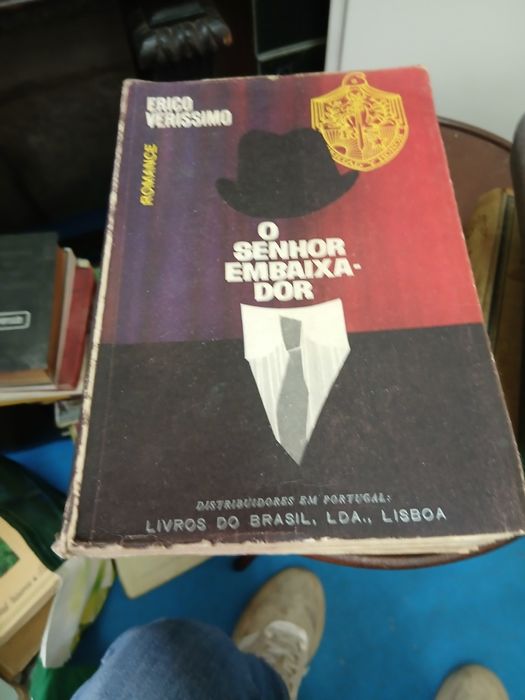 ERICO
VERISSIMO
ROMANCE
O
SENHOR
EMBAIXA-
DOR
DISTRIBUIDORES EM PORTUGAL:
LIVROS DO BRASIL, LDA., LISBOA